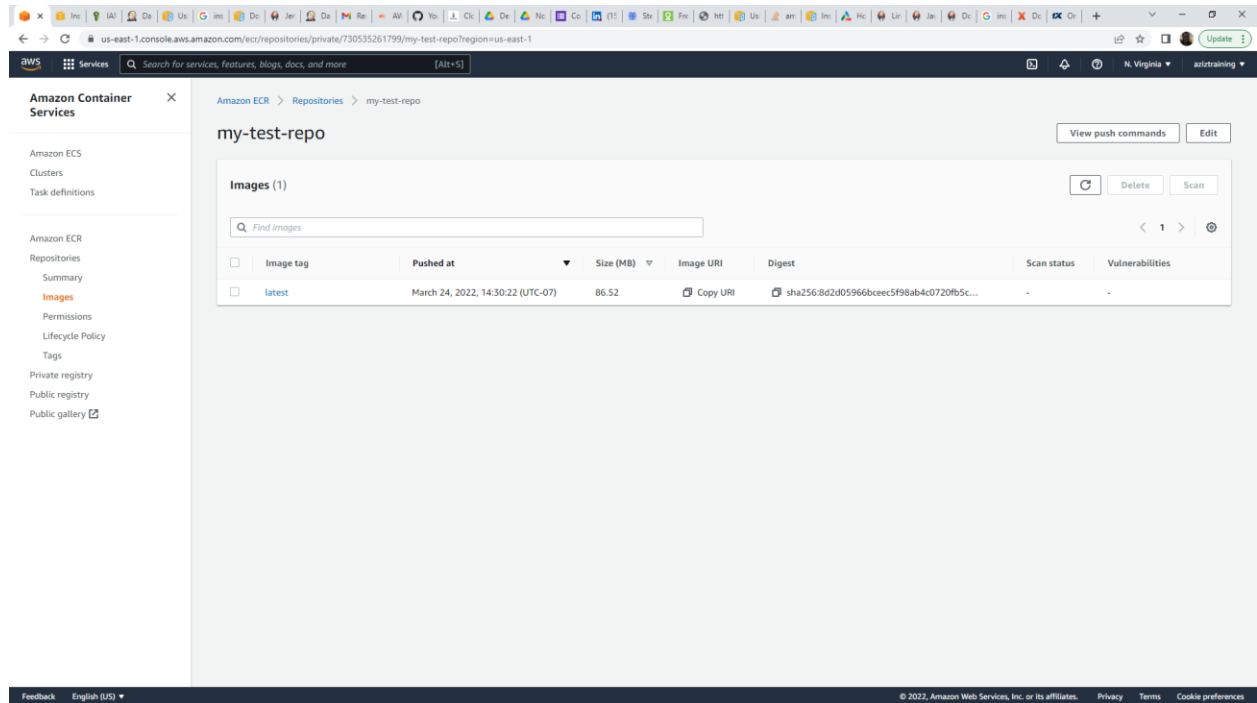 us-east-1.console.aws.amazon.com/ecr/repositories/private/730535261799/my-test-repo?region=us-east-1
Update
aws Services Search for services, features, blogs, docs, and more [Alt+S] N. Virginia ▼ aziztraining ▼
Amazon Container Services
Amazon ECS
Clusters
Task definitions
Amazon ECR
Repositories
Summary
Images
Permissions
Lifecycle Policy
Tags
Private registry
Public registry
Public gallery
Amazon ECR > Repositories > my-test-repo
my-test-repo
View push commands Edit
Images (1)
Delete Scan
Find images
< 1 >
Image tag Pushed at ▼ Size (MB) ▽ Image URI Digest Scan status Vulnerabilities
latest March 24, 2022, 14:30:22 (UTC-07) 86.52 Copy URI sha256:8d2d05966bceec5f98ab4c0720fb5c... - -
Feedback English (US) ▼ © 2022, Amazon Web Services, Inc. or its affiliates. Privacy Terms Cookie preferences